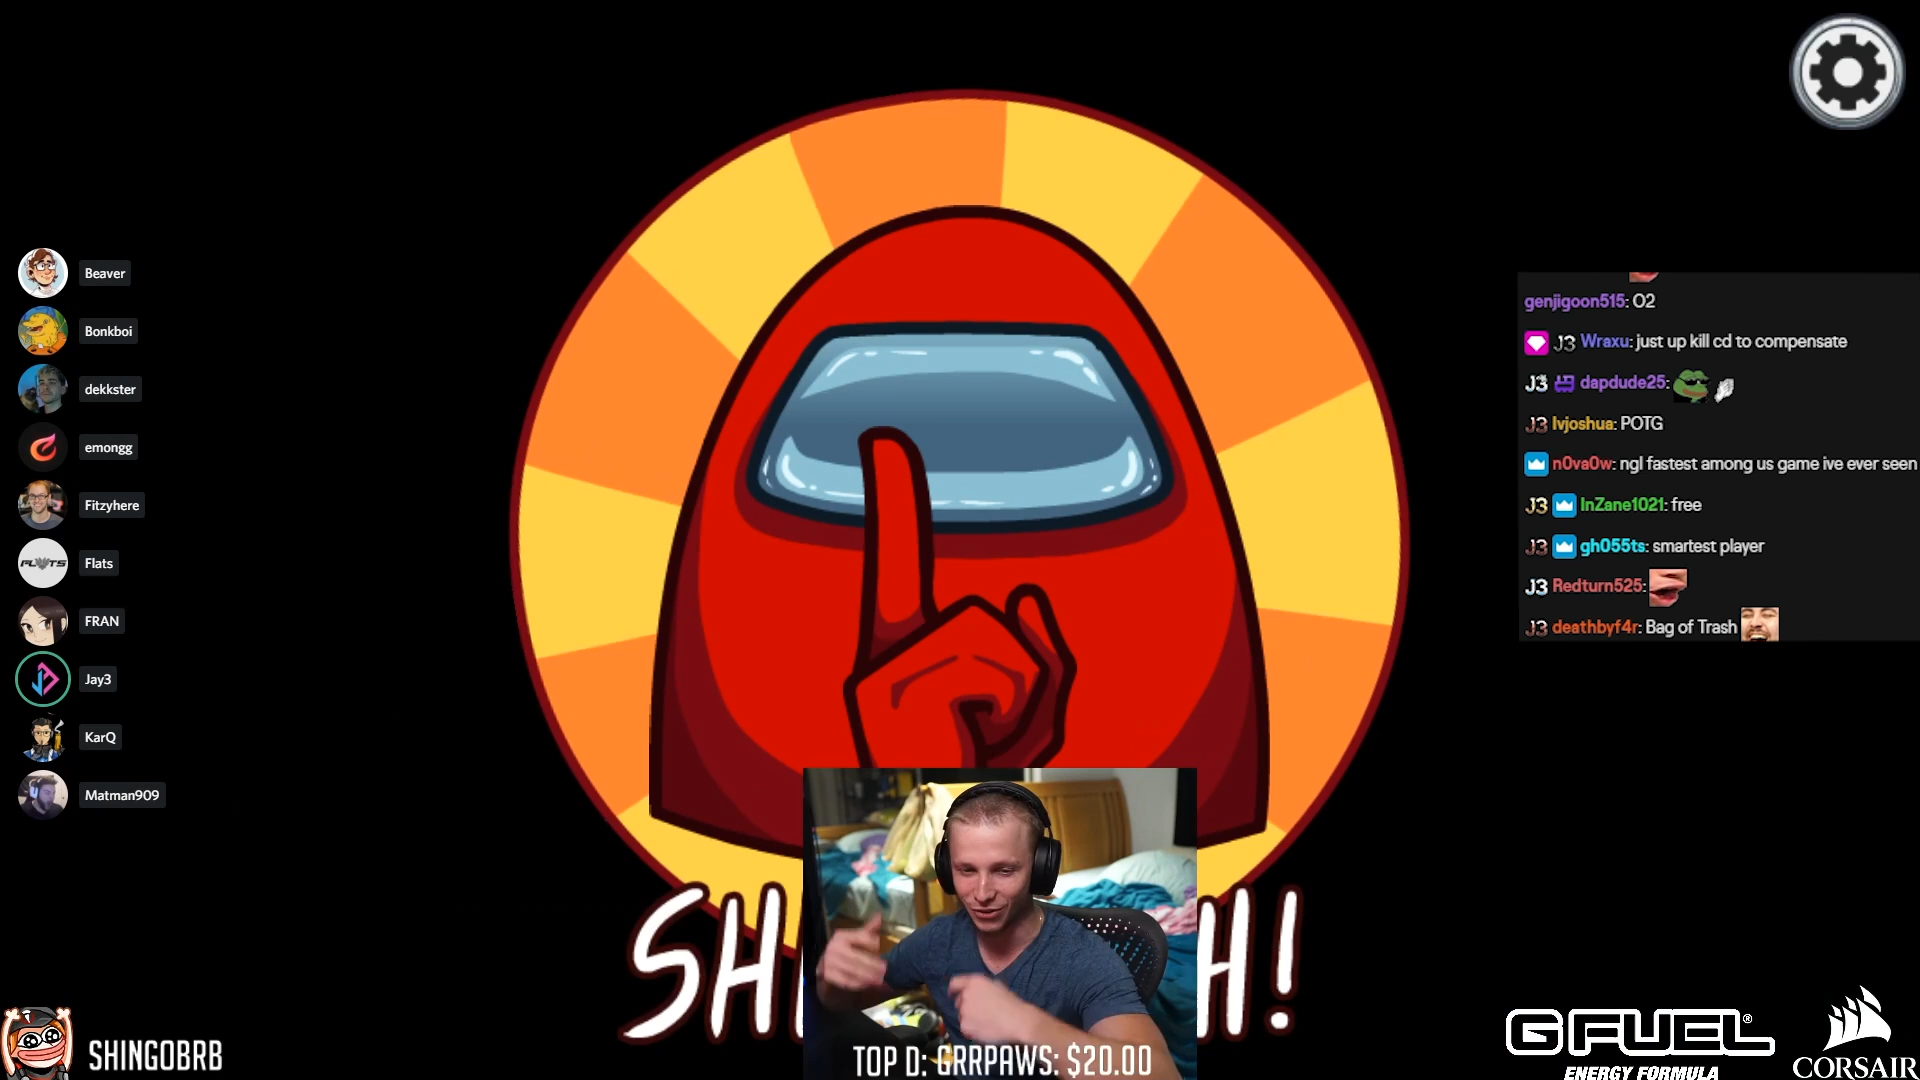 Beaver
Bonkboi
dekkster
emongg
Fitzyhere
FLATS
Flats
FRAN
Jay3
KarQ
Matman909
genjigoon515: O2
J3 Wraxu: just up kill cd to compensate
J3 dapdude25:
J3 lvjoshua: POTG
n0va0w: ngl fastest among us game ive ever seen
J3 InZane1021: free
J3 gh055ts: smartest player
J3 Redturn525:
J3 deathbyf4r: Bag of Trash
SH H!
SHINGOBRB
TOP D: GRRPAWS: $20.00
G FUEL®
ENERGY FORMULA
CORSAIR